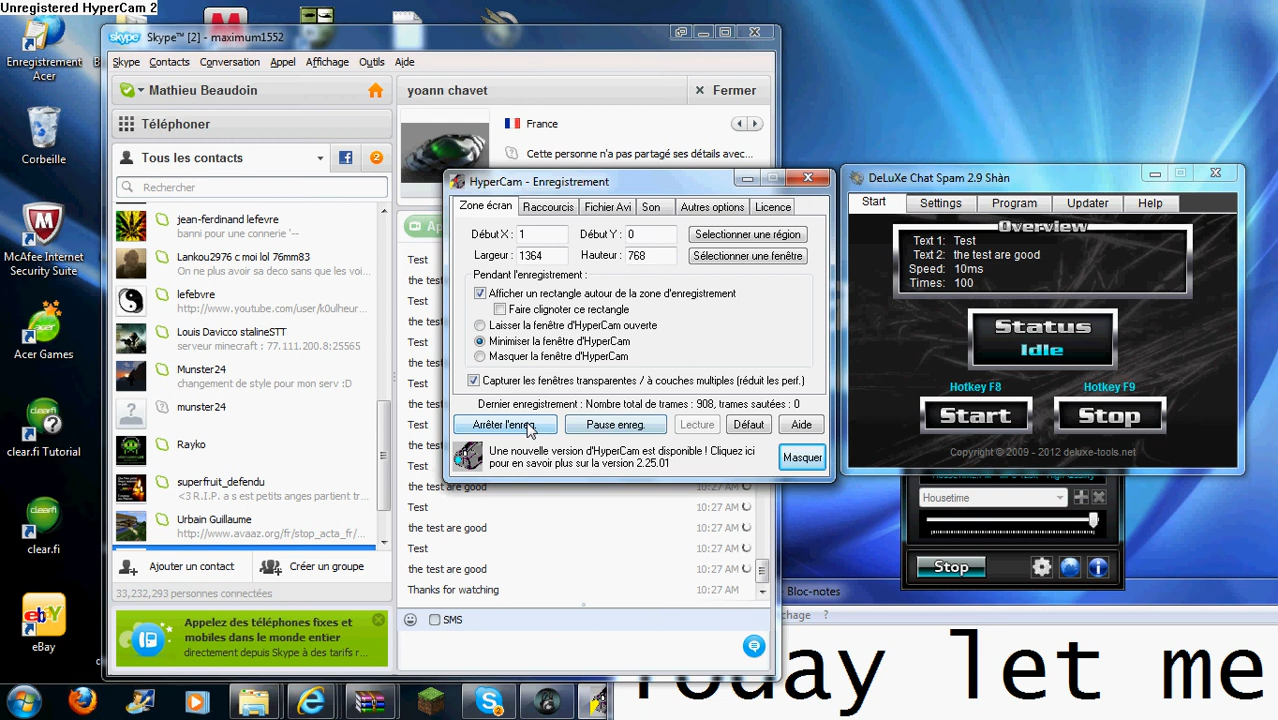 Unregistered HyperCam 2
Enregistrement
Acer
Corbeille
McAfee Internet
Security Suite
Acer Games
clear.fi Tutorial
clear.fi
eBay
Skype™ [2] - maximum1552
Skype Contacts Conversation Appel Affichage Outils Aide
Mathieu Beaudoin
Téléphoner
Tous les contacts
2
Rechercher
jean-ferdinand lefevre
banni pour une connerie '--
Lankou2976 c moi lol 76mm83
On ne plus avoir sa deco sans que les voi...
lefebvre
http://www.youtube.com/user/k0ulheur...
Louis Davicco stalineSTT
serveur minecraft : 77.111.200.8:25565
Munster24
changement de style pour mon serv :D
munster24
Rayko
superfruit_defendu
<3 R.I.P. a s est petits anges partient tr...
Urbain Guillaume
http://www.avaaz.org/fr/stop_acta_fr/...
Ajouter un contact
Créer un groupe
33,232,293 personnes connectées
Appelez des téléphones fixes et
mobiles dans le monde entier
directement depuis Skype à des tarifs r...
yoann chavet
Fermer
France
Cette personne n'a pas partagé ses détails avec...
Test
Test
Test
Test
Test
the test are good 10:27 AM
Test 10:27 AM
the test are good 10:27 AM
Test 10:27 AM
the test are good 10:27 AM
Thanks for watching 10:27 AM
SMS
HyperCam - Enregistrement
Zone écran Raccourcis Fichier Avi Son Autres options Licence
Début X : 1 Début Y : 0 Selectionner une région
Largeur : 1364 Hauteur : 768 Sélectionner une fenêtre
Pendant l'enregistrement :
Afficher un rectangle autour de la zone d'enregistrement
Faire clignoter ce rectangle
Laisser la fenêtre d'HyperCam ouverte
Minimiser la fenêtre d'HyperCam
Masquer la fenêtre d'HyperCam
Capturer les fenêtres transparentes / à couches multiples (réduit les perf.)
Dernier enregistrement : Nombre total de trames : 908, trames sautées : 0
Arrêter l'enreg. Pause enreg. Lecture Défaut Aide
Une nouvelle d'HyperCam est disponible ! Cliquez ici
pour en savoir plus sur la version 2.25.01
Masquer
DeLuXe Chat Spam 2.9 Shàn
Start Settings Program Updater Help
Overview
Text 1: Test
Text 2: the test are good
Speed: 10ms
Times: 100
Status
Idle
Hotkey F8 Hotkey F9
Start Stop
Copyright © 2009 - 2012 deluxe-tools.net
Housetime
Stop
Bloc-notes
?
Today let me
2